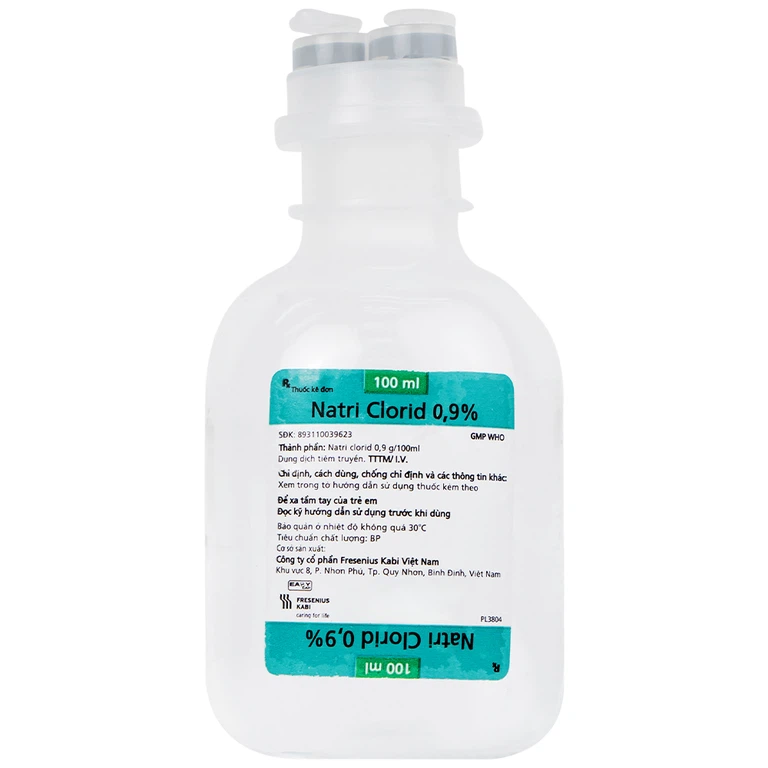 Rx Thuốc kê đơn
100 ml
Natri Clorid 0,9%
SĐK: 893110039623
GMP WHO
Thành phần: Natri clorid 0,9 g/100ml
Dung dịch tiêm truyền. TTTM/ I.V.
Chỉ định, cách dùng, chống chỉ định và các thông tin khác:
Xem trong tờ hướng dẫn sử dụng thuốc kèm theo
Để xa tầm tay của trẻ em
Đọc kỹ hướng dẫn sử dụng trước khi dùng
Bảo quản ở nhiệt độ không quá 30°C
Tiêu chuẩn chất lượng: BP
Cơ sở sản xuất:
Công ty cổ phần Fresenius Kabi Việt Nam
Khu vực 8, P. Nhơn Phú, Tp. Quy Nhơn, Bình Định, Việt Nam
FRESENIUS
KABI
caring for life
PL3804
Natri Clorid 0,9%
100 ml
Rx